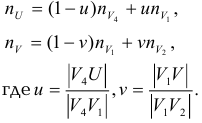 n_U = (1 – u)n_{V_4} + un_{V_1},
n_V = (1 – v)n_{V_1} + vn_{V_2},
где u = |V_4U| / |V_4V_1|, v = |V_1V| / |V_1V_2|.